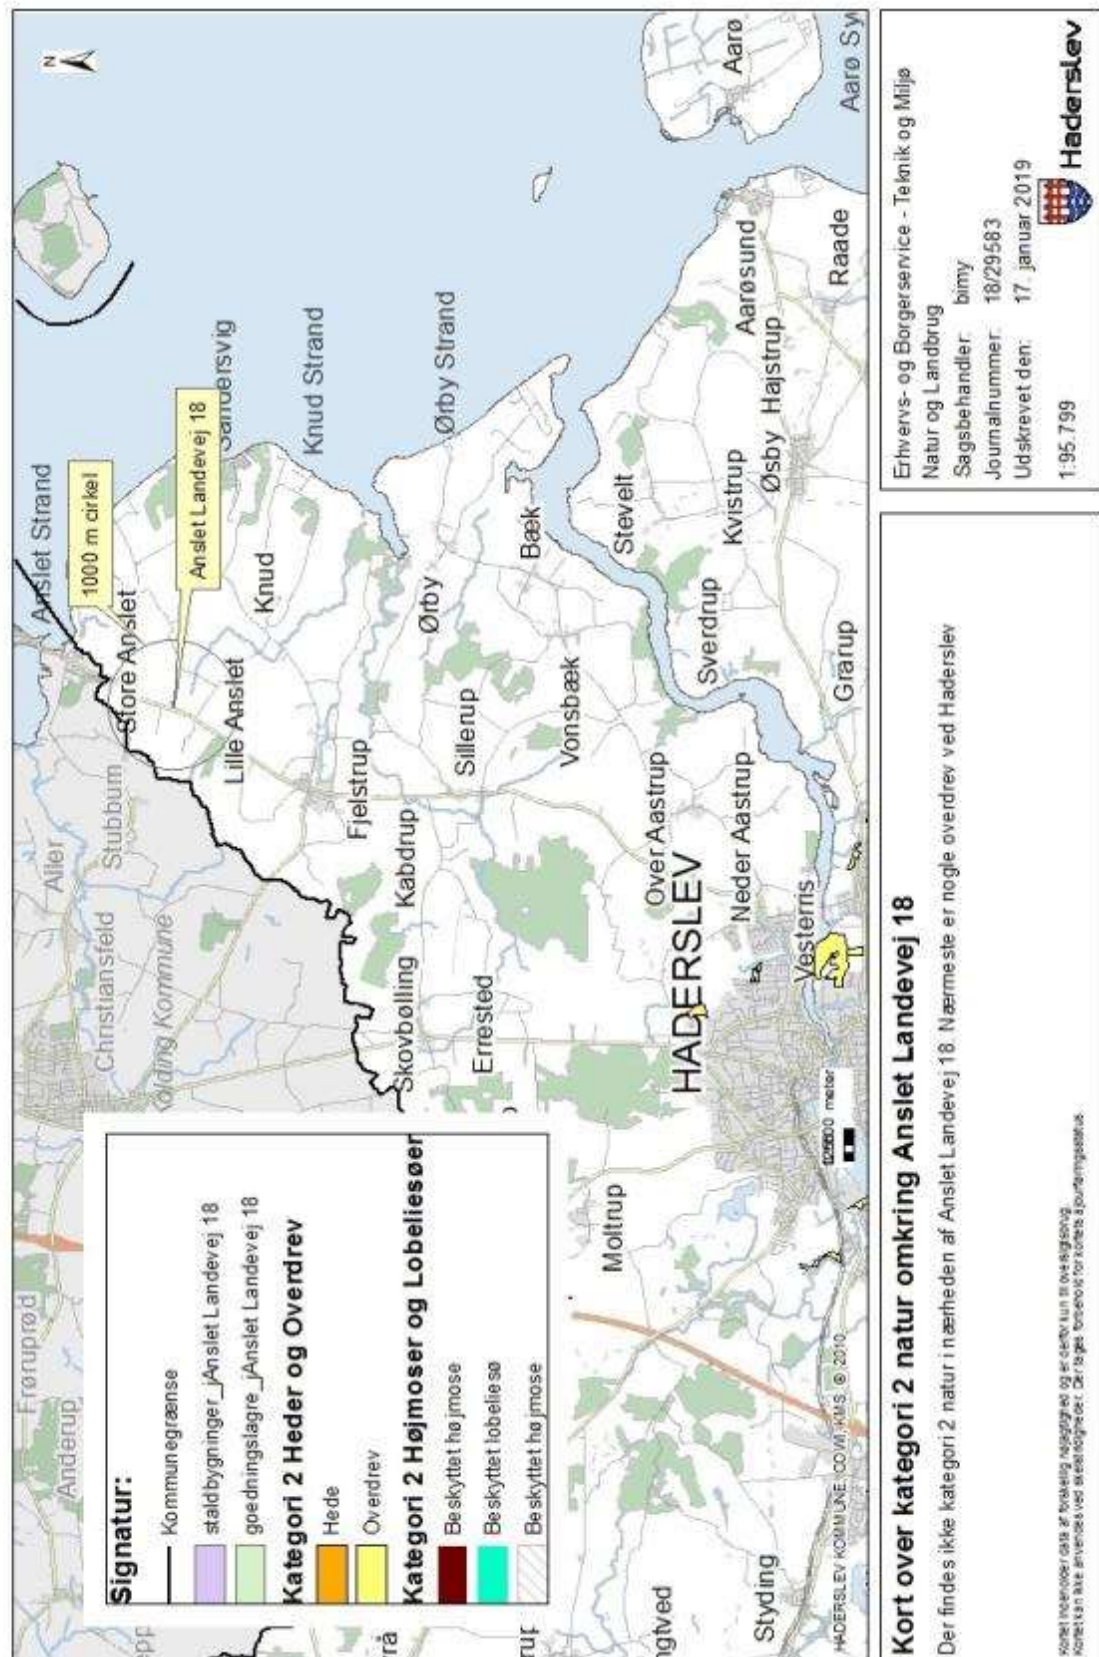 N
Signatur:
Kommunegrænse
staldbygninger_jAnslet Landevej 18
goedningslagre_jAnslet Landevej 18
Kategori 2 Heder og Overdrev
Hede
Overdrev
Kategori 2 Højmoser og Lobeliesøer
Beskyttet højmose
Beskyttet lobeliesø
Beskyttet højmose
Frøruprød
Anderup
Christiansfeld
Aller
Stubbum
Kolding Kommune
Anslet Strand
1000 m cirkel
Anslet Landevej 18
Store Anslet
Lille Anslet
Sandersvig
Knud
Knud Strand
Fjelstrup
Ørby Strand
Ørby
Skovbølling
Kabdrup
Sillerup
Errested
Bæk
Vonsbæk
Stevelt
Moltrup
Over Aastrup
HADERSLEV
Neder Aastrup
Sverdrup
Kvistrup
Øsby
Hajstrup
Aarøsund
Aarø
Raade
Aarø Sy
Vesterris
Grarup
Styding
ngtved
meter
HADERSLEV KOMMUNE, COWI, KMS, © 2010
Kort over kategori 2 natur omkring Anslet Landevej 18
Der findes ikke kategori 2 natur i nærheden af Anslet Landevej 18. Nærmeste er nogle overdrev ved Haderslev
Erhvervs- og Borgerservice - Teknik og Miljø
Natur og Landbrug
Sagsbehandler: bimy
Journalnummer: 18/29583
Udskrevet den: 17. januar 2019
1:95.799
Haderslev